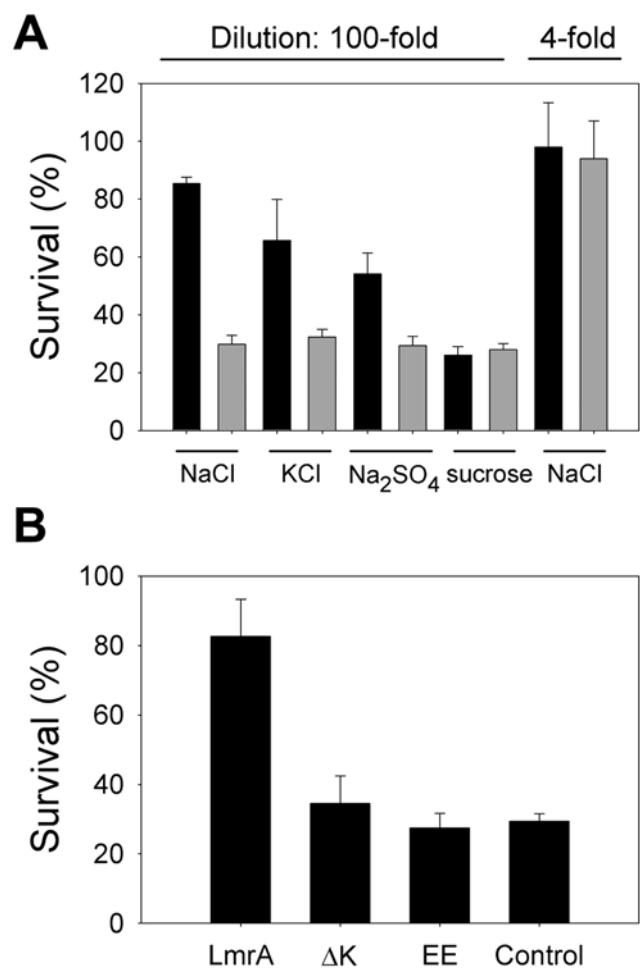 A
Dilution: 100-fold 4-fold
Survival (%)
120
100
80
60
40
20
0
NaCl KCl Na₂SO₄ sucrose NaCl
B
Survival (%)
100
80
60
40
20
0
LmrA ΔK EE Control